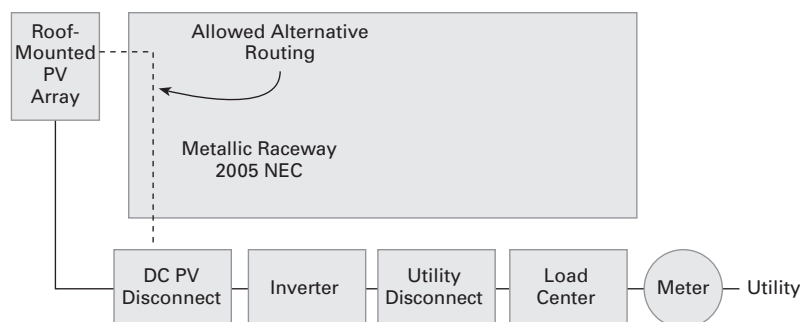 Roof-
Mounted
PV
Array
Allowed Alternative
Routing
Metallic Raceway
2005 NEC
DC PV
Disconnect
Inverter
Utility
Disconnect
Load
Center
Meter
Utility